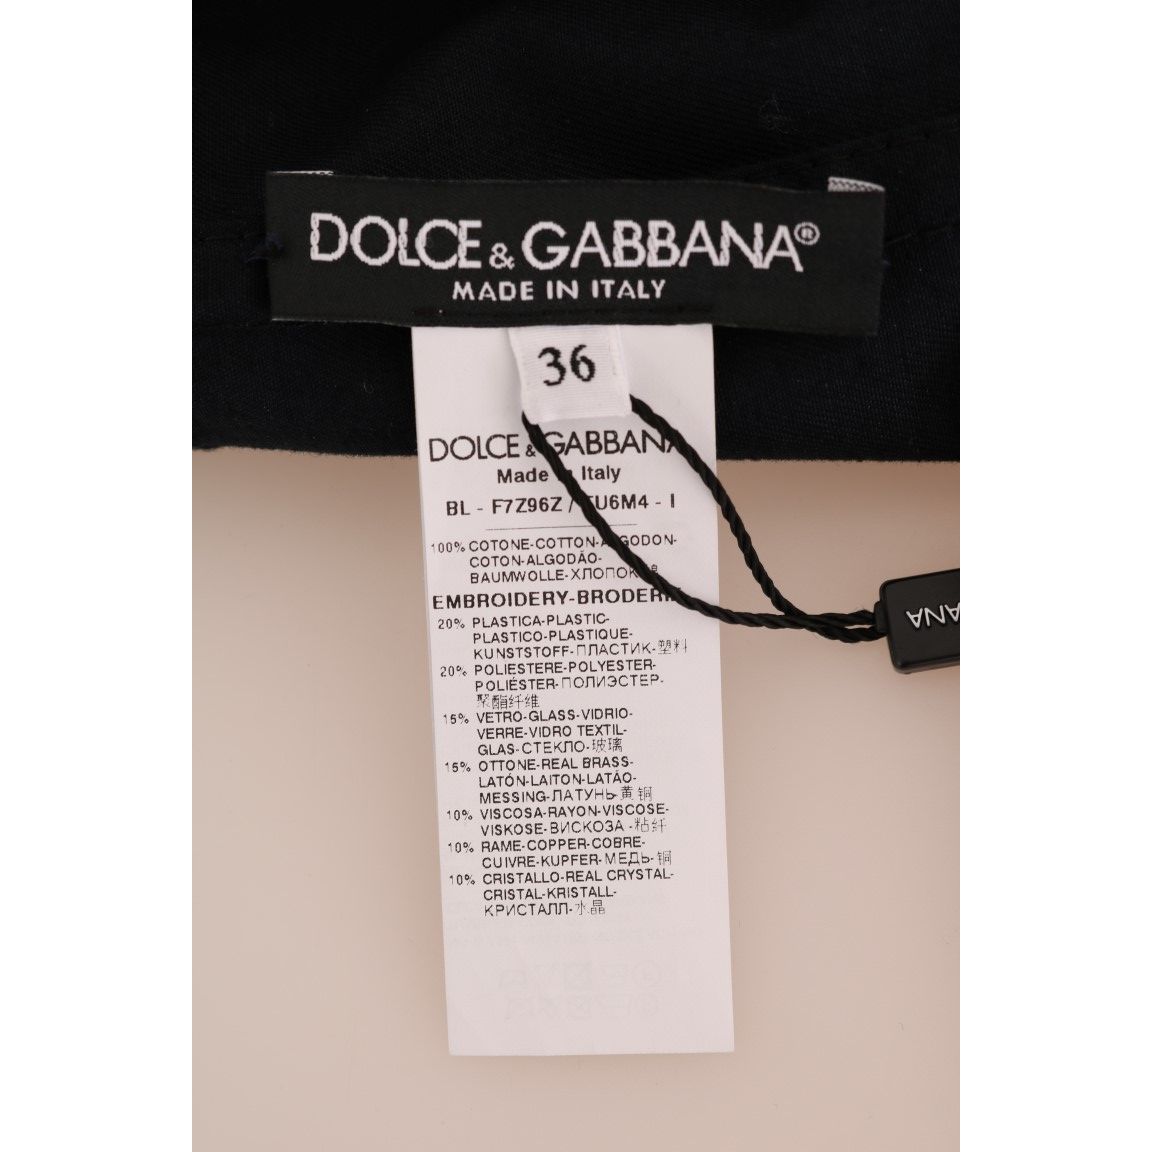 DOLCE & GABBANA®
MADE IN ITALY
36
DOLCE & GABBANA
Made in Italy
BL - F7Z96Z / FU6M4 - I
100% COTONE-COTTON-ALGODON-
COTON-ALGODÃO-
BAUMWOLLE-ХЛОПОК-棉
EMBROIDERY-BRODERIE
20% PLASTICA-PLASTIC-
PLASTICO-PLASTIQUE-
KUNSTSTOFF-ПЛАСТИК-塑料
20% POLIESTERE-POLYESTER-
POLIÉSTER-ПОЛИЭСТЕР-
聚酯纤维
15% VETRO-GLASS-VIDRIO-
VERRE-VIDRO TEXTIL-
GLAS-СТЕКЛО-玻璃
15% OTTONE-REAL BRASS-
LATÓN-LAITON-LATÃO-
MESSING-ЛАТУНЬ-黄铜
10% VISCOSA-RAYON-VISCOSE-
VISKOSE-ВИСКОЗА-粘纤
10% RAME-COPPER-COBRE-
CUIVRE-KUPFER-МЕДЬ-铜
10% CRISTALLO-REAL CRYSTAL-
CRISTAL-KRISTALL-
КРИСТАЛЛ-水晶